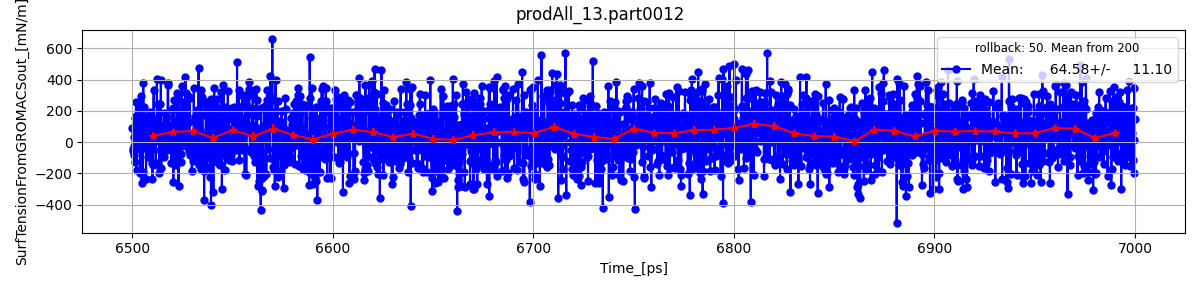 prodAll_13.part0012
SurfTensionFromGROMACSout_[mN/m]
600
400
200
0
−200
−400
rollback: 50. Mean from 200
Mean: 64.58+/- 11.10
6500 6600 6700 6800 6900 7000
Time_[ps]